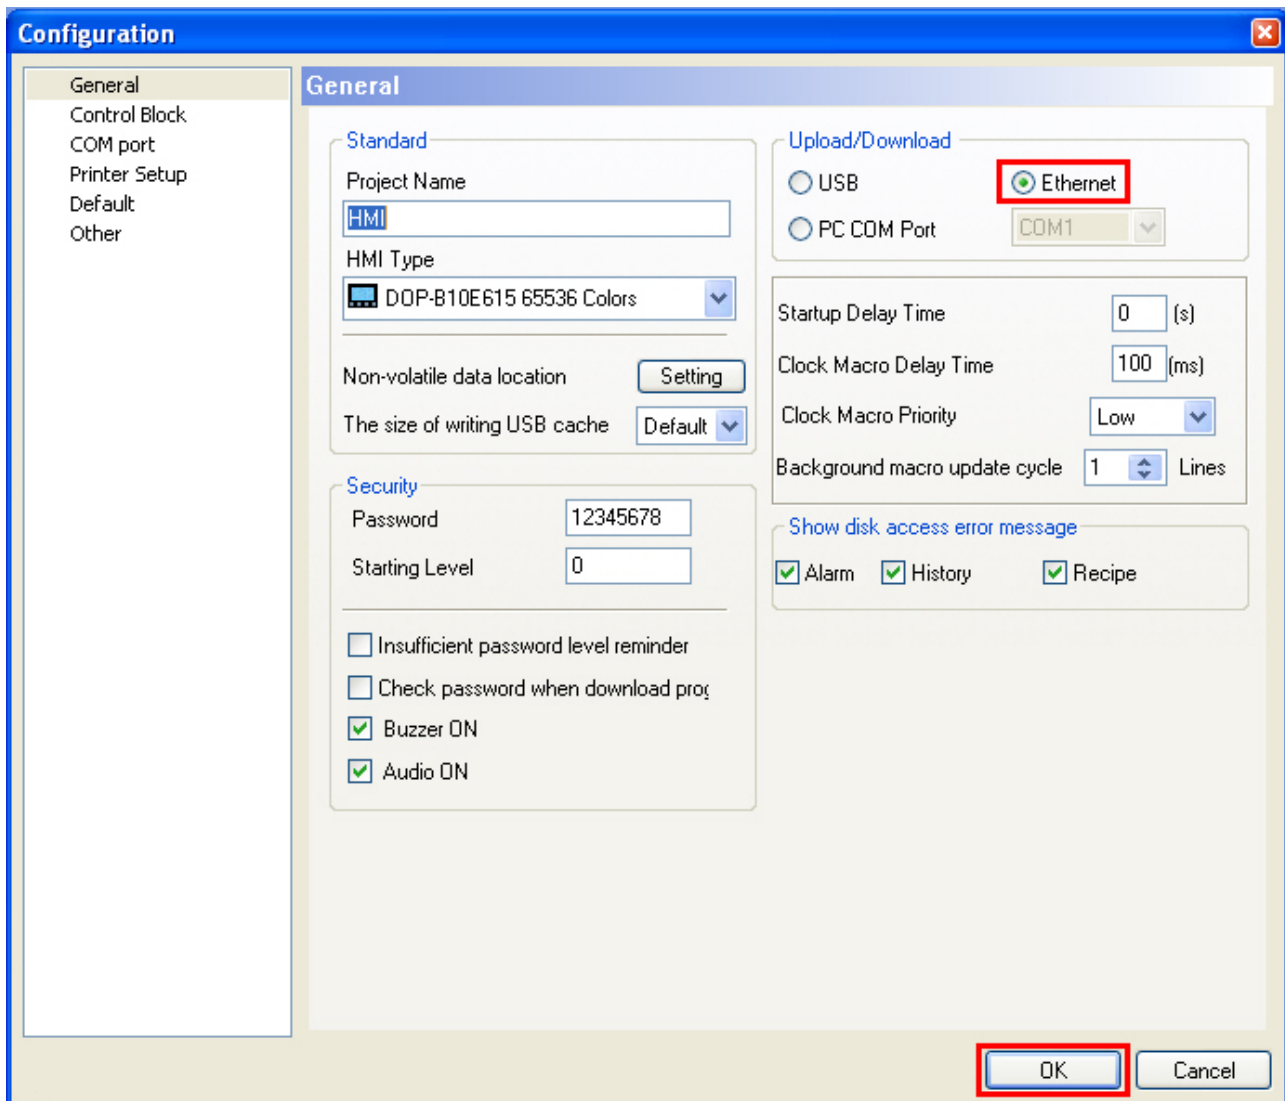 Configuration
General
Control Block
COM port
Printer Setup
Default
Other
General
Standard
Project Name
HMI
HMI Type
DOP-B10E615 65536 Colors
Non-volatile data location Setting
The size of writing USB cache Default
Security
Password 12345678
Starting Level 0
Insufficient password level reminder
Check password when download prog
Buzzer ON
Audio ON
Upload/Download
USB Ethernet
PC COM Port COM1
Startup Delay Time 0 (s)
Clock Macro Delay Time 100 (ms)
Clock Macro Priority Low
Background macro update cycle 1 Lines
Show disk access error message
Alarm History Recipe
OK Cancel